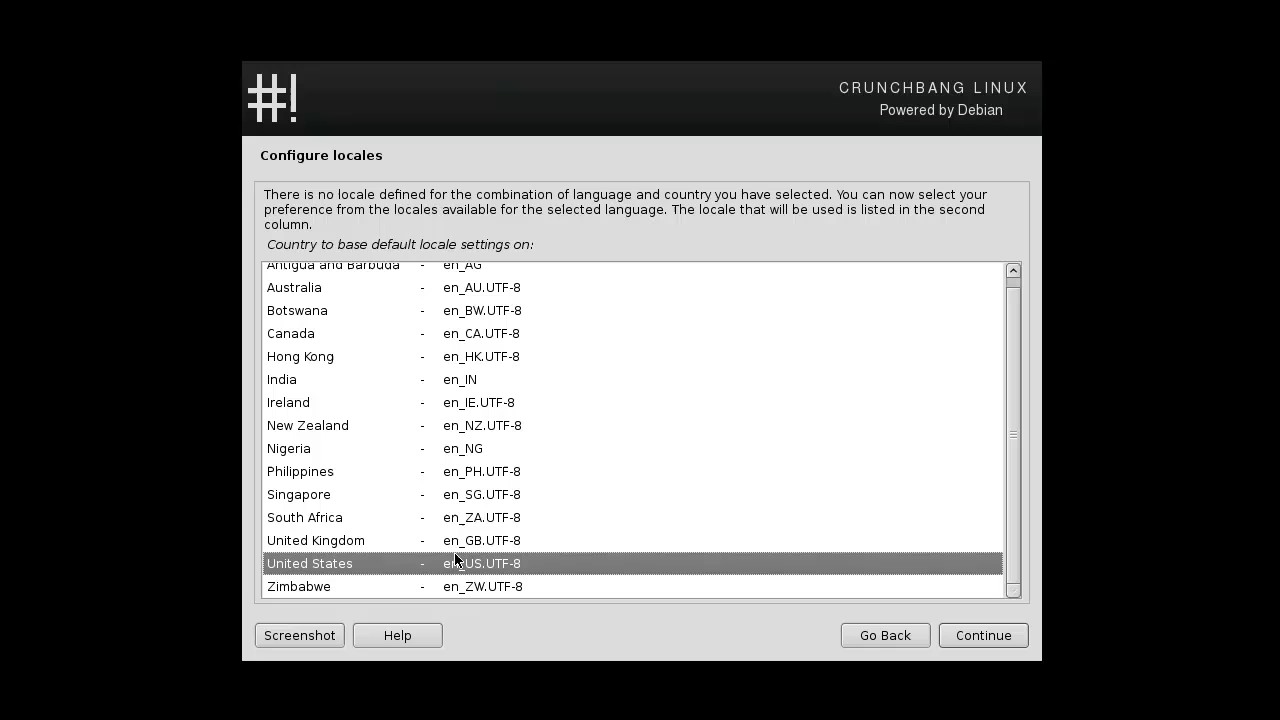 #!
CRUNCHBANG LINUX
Powered by Debian
Configure locales
There is no locale defined for the combination of language and country you have selected. You can now select your
preference from the locales available for the selected language. The locale that will be used is listed in the second
column.
Country to base default locale settings on:
Antigua and Barbuda - en_AG
Australia - en_AU.UTF-8
Botswana - en_BW.UTF-8
Canada - en_CA.UTF-8
Hong Kong - en_HK.UTF-8
India - en_IN
Ireland - en_IE.UTF-8
New Zealand - en_NZ.UTF-8
Nigeria - en_NG
Philippines - en_PH.UTF-8
Singapore - en_SG.UTF-8
South Africa - en_ZA.UTF-8
United Kingdom - en_GB.UTF-8
United States - en_US.UTF-8
Zimbabwe - en_ZW.UTF-8
Screenshot Help Go Back Continue